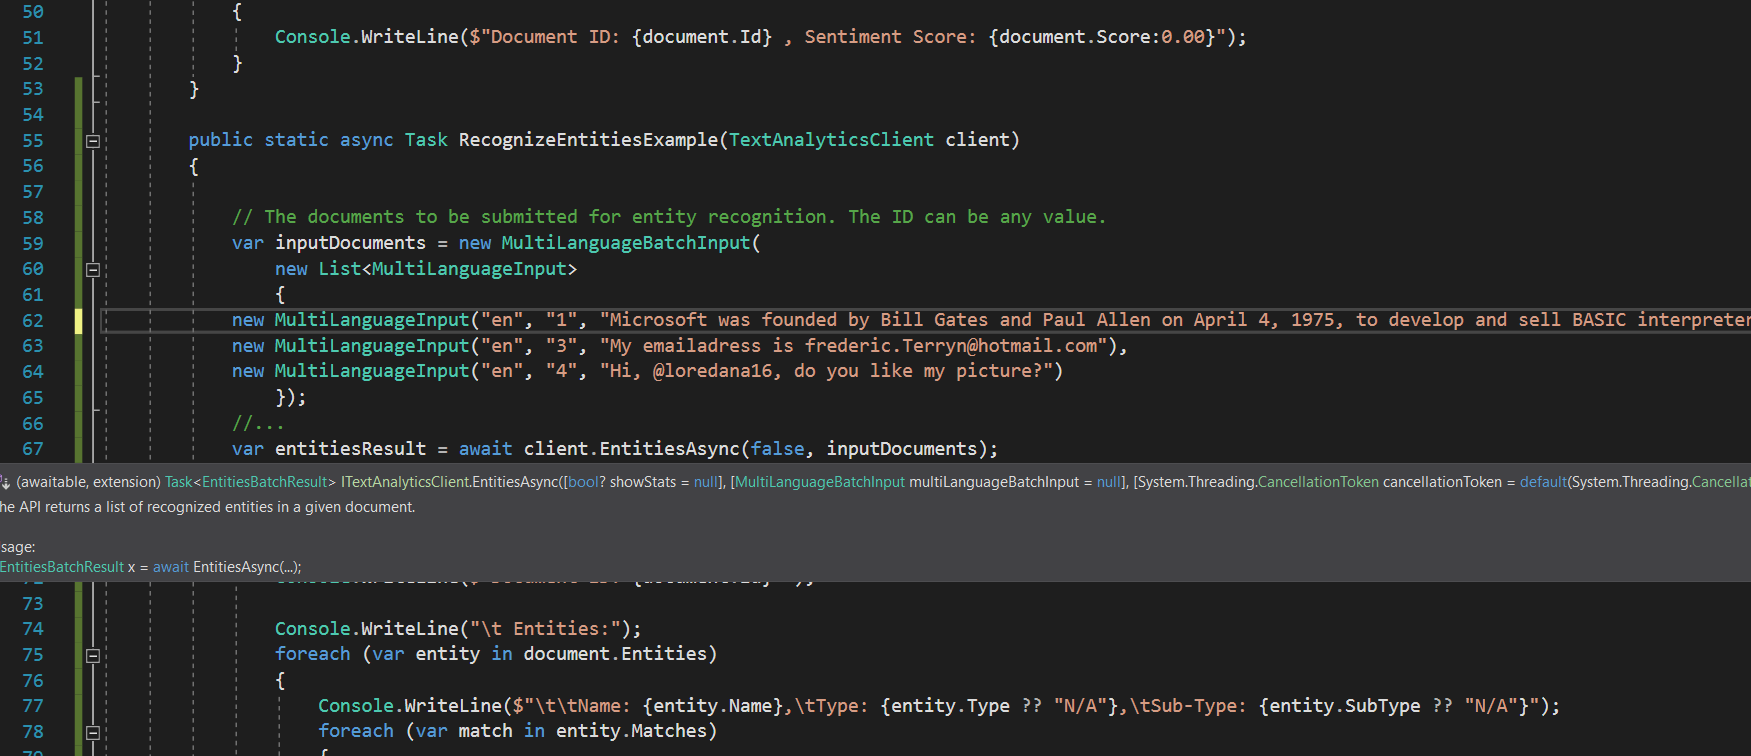 50 {
51 Console.WriteLine($"Document ID: {document.Id} , Sentiment Score: {document.Score:0.00}");
52 }
53 }
54
55 public static async Task RecognizeEntitiesExample(TextAnalyticsClient client)
56 {
57
58 // The documents to be submitted for entity recognition. The ID can be any value.
59 var inputDocuments = new MultiLanguageBatchInput(
60 new List<MultiLanguageInput>
61 {
62 new MultiLanguageInput("en", "1", "Microsoft was founded by Bill Gates and Paul Allen on April 4, 1975, to develop and sell BASIC interpreter
63 new MultiLanguageInput("en", "3", "My emailadress is frederic.Terryn@hotmail.com"),
64 new MultiLanguageInput("en", "4", "Hi, @loredana16, do you like my picture?")
65 });
66 //...
67 var entitiesResult = await client.EntitiesAsync(false, inputDocuments);
(awaitable, extension) Task<EntitiesBatchResult> ITextAnalyticsClient.EntitiesAsync([bool? showStats = null], [MultiLanguageBatchInput multiLanguageBatchInput = null], [System.Threading.CancellationToken cancellationToken = default(System.Threading.Cancellat
he API returns a list of recognized entities in a given document.
sage:
EntitiesBatchResult x = await EntitiesAsync(...);
73
74 Console.WriteLine("\t Entities:");
75 foreach (var entity in document.Entities)
76 {
77 Console.WriteLine($"\t\tName: {entity.Name},\tType: {entity.Type ?? "N/A"},\tSub-Type: {entity.SubType ?? "N/A"}");
78 foreach (var match in entity.Matches)
{